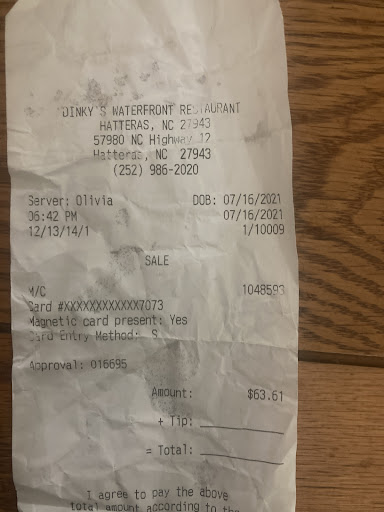 DINKY'S WATERFRONT RESTAURANT
HATTERAS, NC 27943
57980 NC Highway 12
Hatteras, NC 27943
(252) 986-2020
Server: Olivia DOB: 07/16/2021
06:42 PM 07/16/2021
12/13/14/1 1/10009
SALE
M/C 1048593
Card #XXXXXXXXXXXX7073
Magnetic card present: Yes
Card Entry Method: S
Approval: 016695
Amount: $63.61
+ Tip:
= Total:
I agree to pay the above
total amount according to the